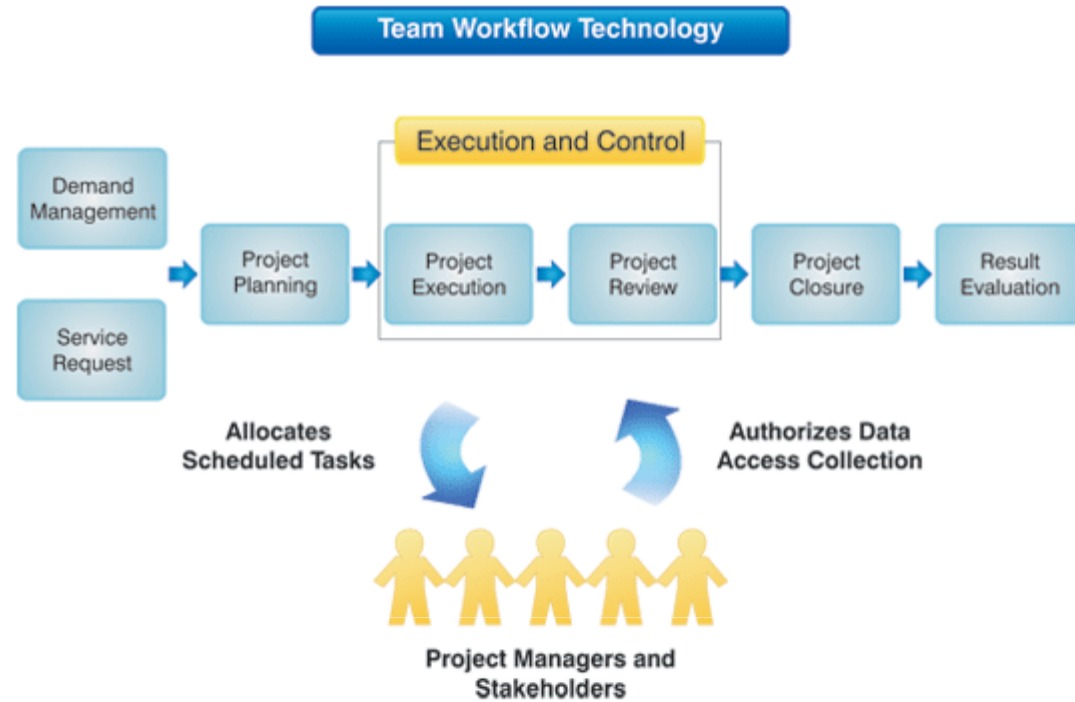 Team Workflow Technology
Execution and Control
Demand
Management
Service
Request
Project
Planning
Project
Execution
Project
Review
Project
Closure
Result
Evaluation
Allocates
Scheduled Tasks
Authorizes Data
Access Collection
Project Managers and
Stakeholders